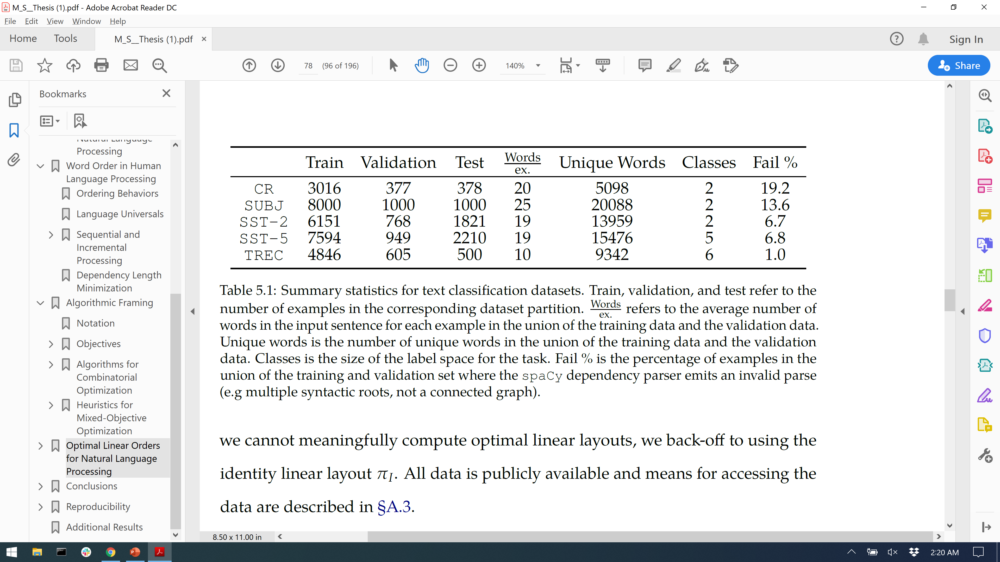 M_S__Thesis (1).pdf - Adobe Acrobat Reader DC
File Edit View Window Help
Home Tools M_S__Thesis (1).pdf Sign In
78 (96 of 196) 140% Share
Bookmarks
Natural Language
Processing
Word Order in Human
Language Processing
Ordering Behaviors
Language Universals
Sequential and
Incremental
Processing
Dependency Length
Minimization
Algorithmic Framing
Notation
Objectives
Algorithms for
Combinatorial
Optimization
Heuristics for
Mixed-Objective
Optimization
Optimal Linear Orders
for Natural Language
Processing
Conclusions
Reproducibility
Additional Results
Train Validation Test Words/ex. Unique Words Classes Fail %
CR 3016 377 378 20 5098 2 19.2
SUBJ 8000 1000 1000 25 20088 2 13.6
SST-2 6151 768 1821 19 13959 2 6.7
SST-5 7594 949 2210 19 15476 5 6.8
TREC 4846 605 500 10 9342 6 1.0
Table 5.1: Summary statistics for text classification datasets. Train, validation, and test refer to the
number of examples in the corresponding dataset partition. Words/ex. refers to the average number of
words in the input sentence for each example in the union of the training data and the validation data.
Unique words is the number of unique words in the union of the training data and the validation
data. Classes is the size of the label space for the task. Fail % is the percentage of examples in the
union of the training and validation set where the spaCy dependency parser emits an invalid parse
(e.g multiple syntactic roots, not a connected graph).
we cannot meaningfully compute optimal linear layouts, we back-off to using the
identity linear layout π_I. All data is publicly available and means for accessing the
data are described in §A.3.
8.50 x 11.00 in
2:20 AM